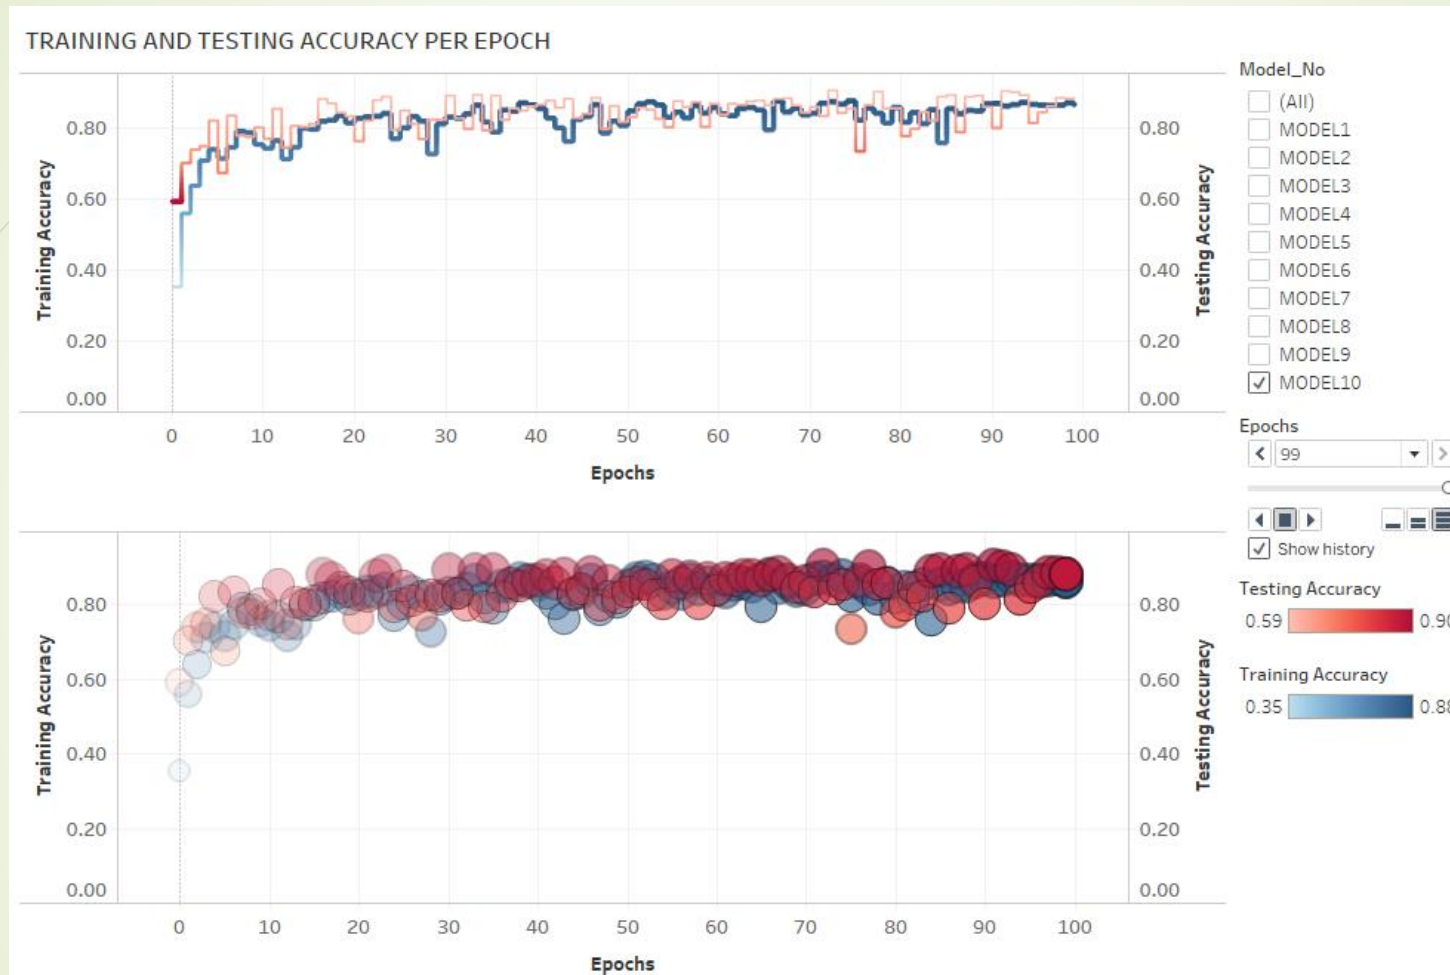 TRAINING AND TESTING ACCURACY PER EPOCH
Training Accuracy
0.80
0.60
0.40
0.20
0.00
0.80
0.60
0.40
0.20
0.00
Testing Accuracy
0 10 20 30 40 50 60 70 80 90 100
Epochs
Training Accuracy
0.80
0.60
0.40
0.20
0.00
0.80
0.60
0.40
0.20
0.00
Testing Accuracy
0 10 20 30 40 50 60 70 80 90 100
Epochs
Model_No
(All)
MODEL1
MODEL2
MODEL3
MODEL4
MODEL5
MODEL6
MODEL7
MODEL8
MODEL9
MODEL10
Epochs
99
Show history
Testing Accuracy
0.59 0.90
Training Accuracy
0.35 0.88